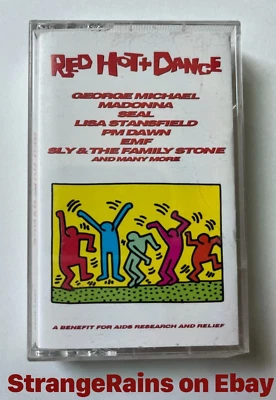 RED HOT + DANCE
GEORGE MICHAEL
MADONNA
SEAL
LISA STANSFIELD
PM DAWN
EMF
SLY & THE FAMILY STONE
AND MANY MORE
A BENEFIT FOR AIDS RESEARCH AND RELIEF
StrangeRains on Ebay